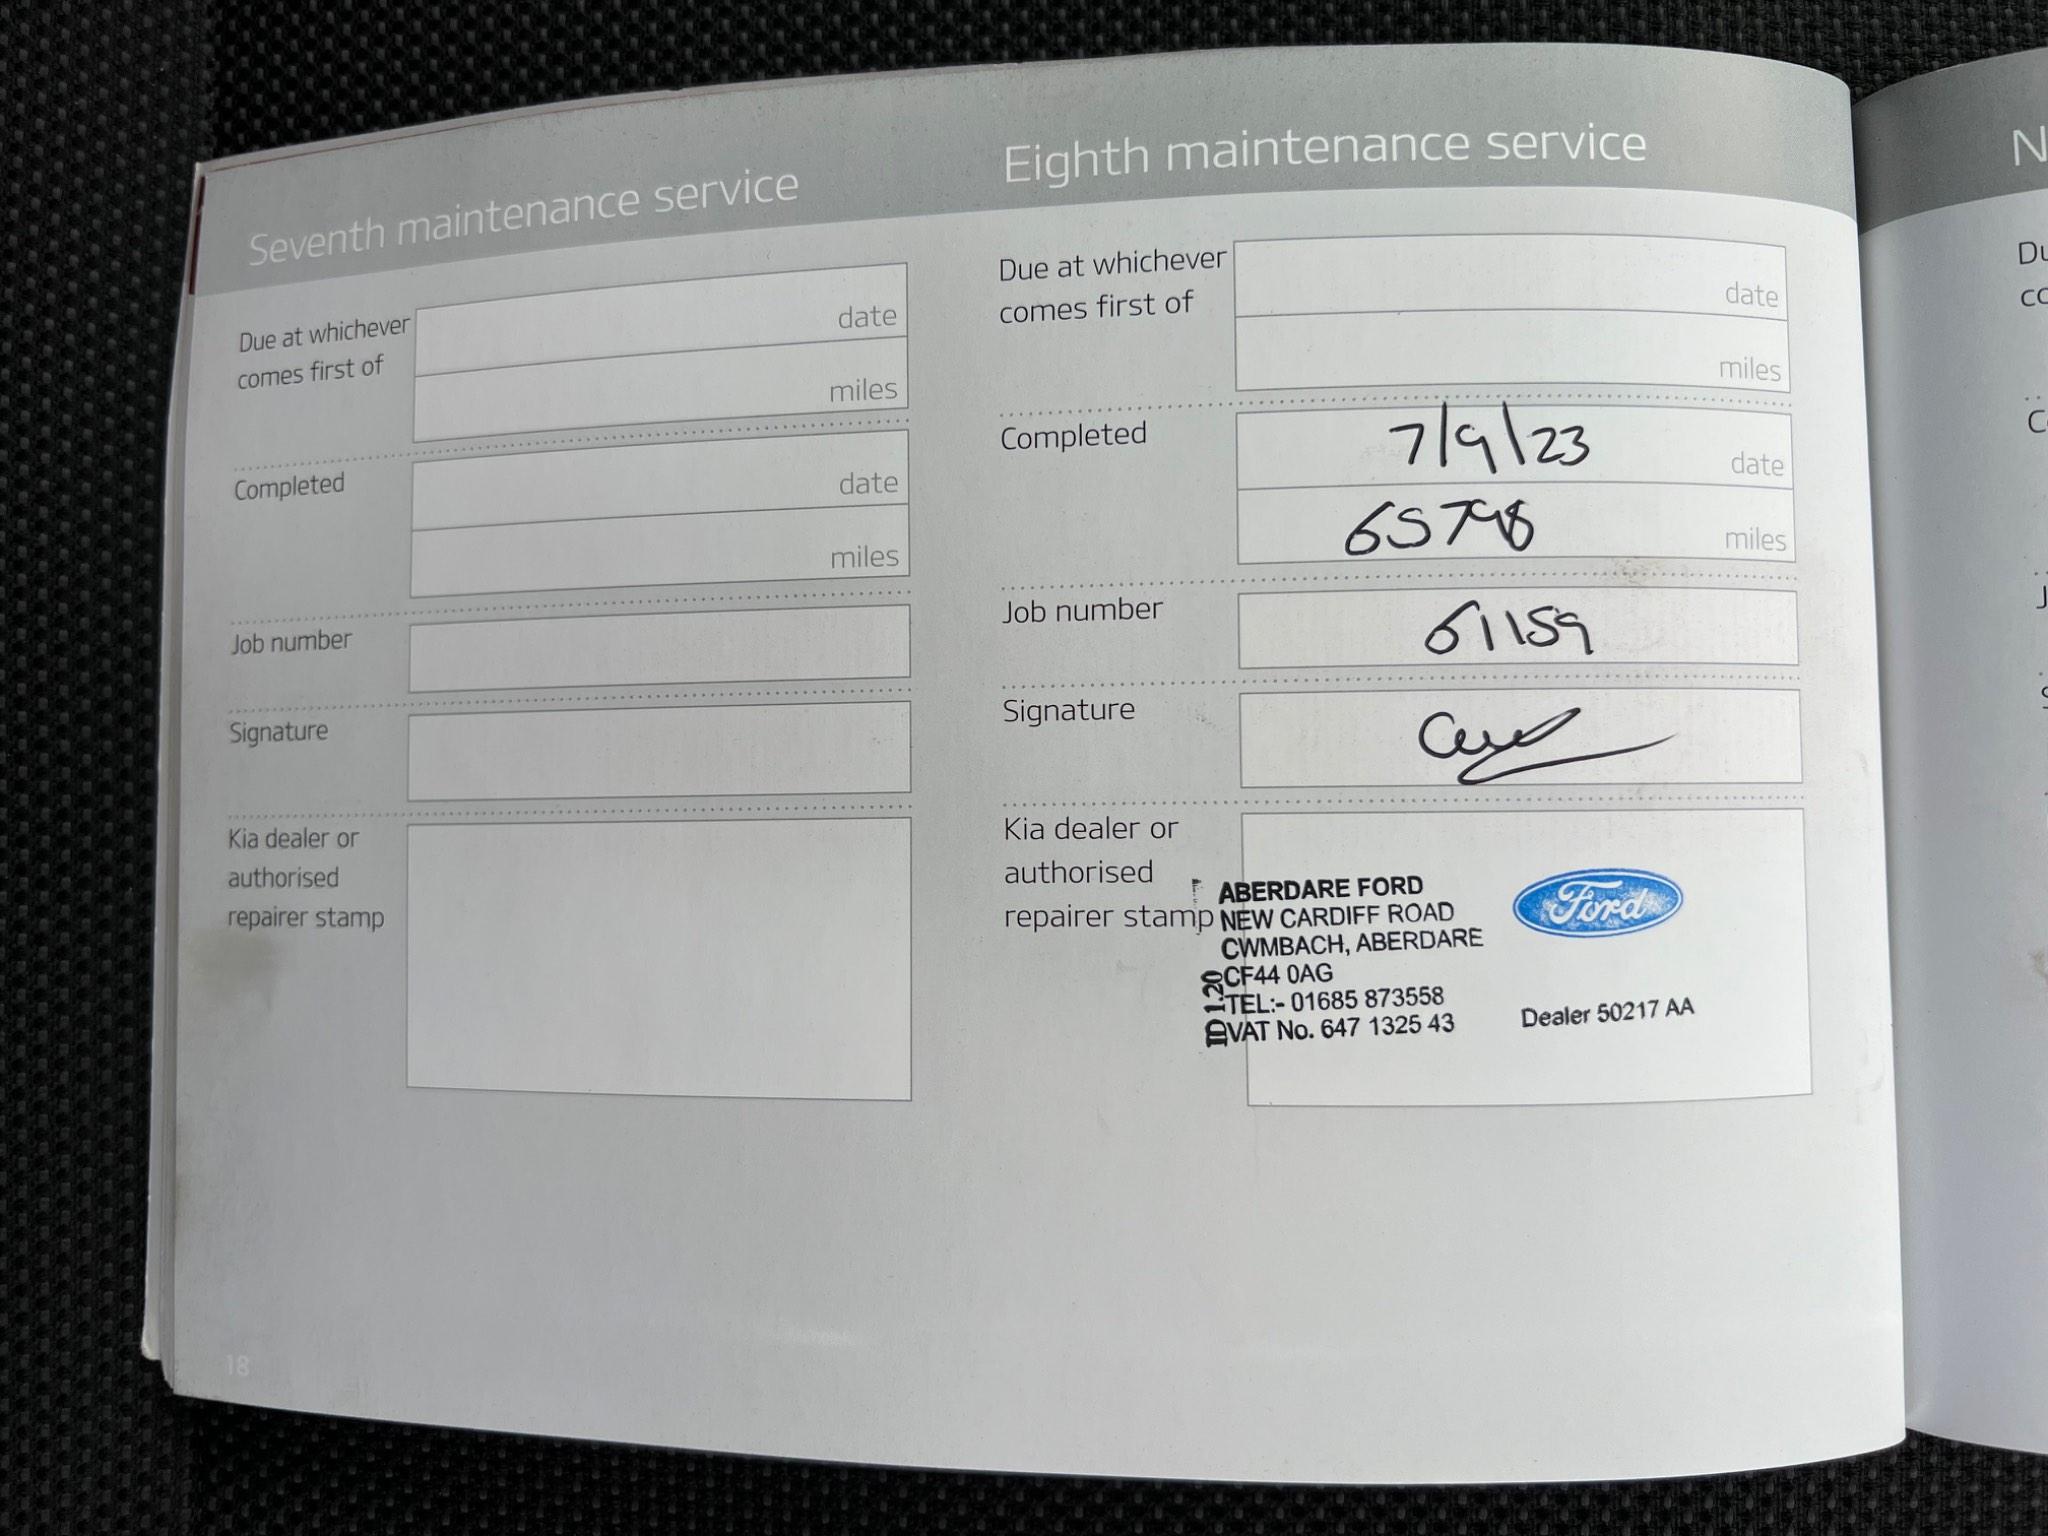 Seventh maintenance service
Due at whichever
comes first of
date
miles
Completed
date
miles
Job number
Signature
Kia dealer or
authorised
repairer stamp
18
Eighth maintenance service
Due at whichever
comes first of
date
miles
Completed
7/9/23
date
65798
miles
Job number
61159
Signature
Kia dealer or
authorised
repairer stamp
ABERDARE FORD
NEW CARDIFF ROAD
CWMBACH, ABERDARE
CF44 0AG
TEL:- 01685 873558
VAT No. 647 1325 43
Ford
Dealer 50217 AA